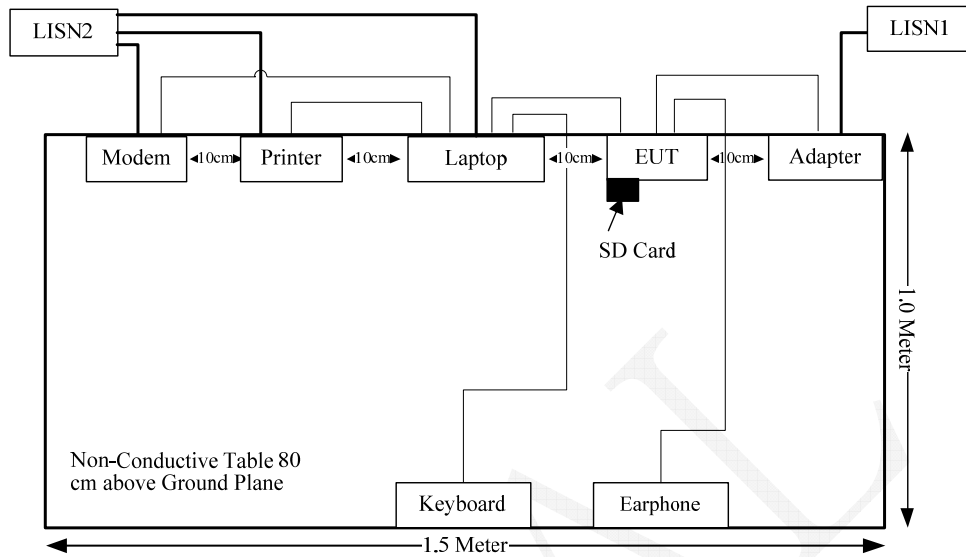 LISN2
LISN1
Modem
10cm
Printer
10cm
Laptop
10cm
EUT
10cm
Adapter
SD Card
1.0 Meter
Non-Conductive Table 80
cm above Ground Plane
Keyboard
Earphone
1.5 Meter